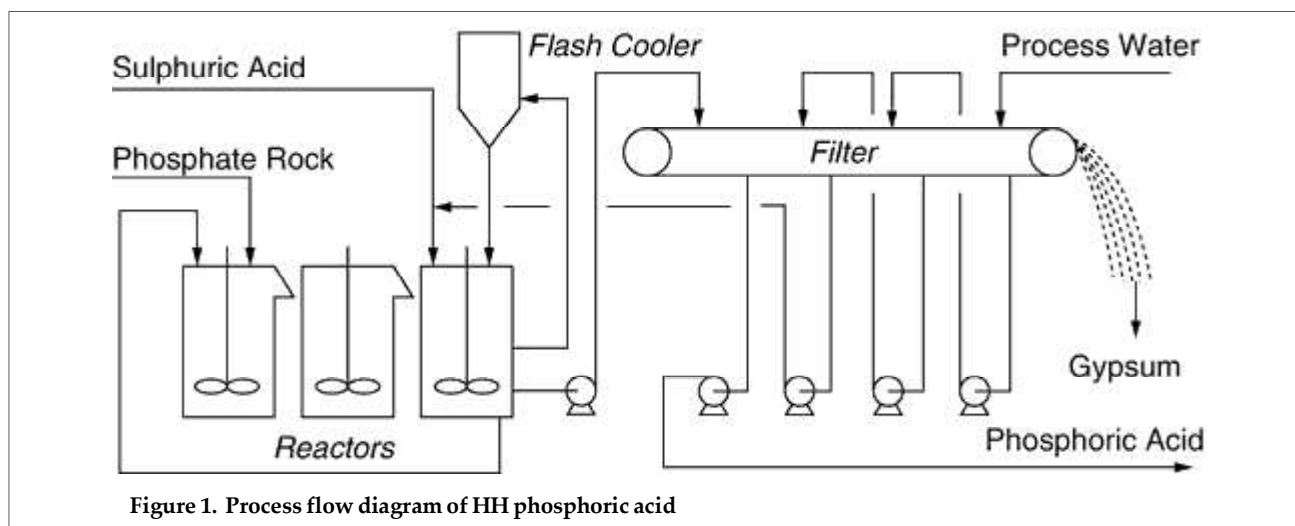 Flash Cooler
Process Water
Sulphuric Acid
Phosphate Rock
Filter
Gypsum
Reactors
Phosphoric Acid
Figure 1. Process flow diagram of HH phosphoric acid